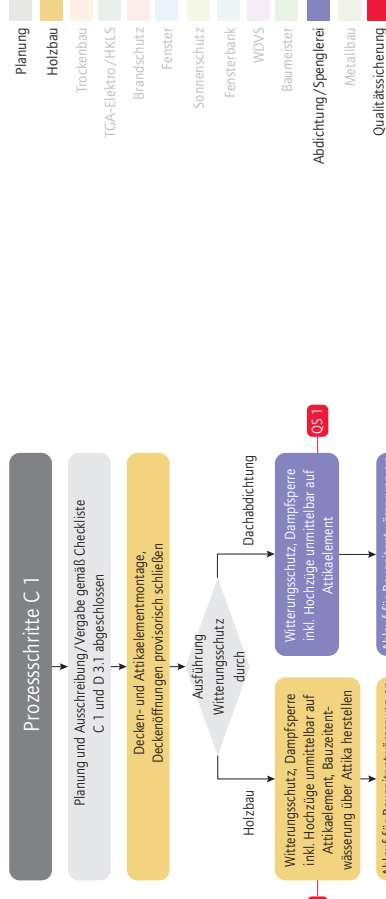 Prozessschritte C 1
Planung und Ausschreibung/Vergabe gemäß Checkliste
C 1 und D 3.1 abgeschlossen
Decken- und Attikaelementmontage,
Deckenöffnungen provisorisch schließen
Ausführung
Witterungsschutz
durch
Holzbau
Dachabdichtung
Witterungsschutz, Dampfsperre
inkl. Hochzüge unmittelbar auf
Attikaelement, Bauzeitent-
wässerung über Attika herstellen
Witterungsschutz, Dampfsperre
inkl. Hochzüge unmittelbar auf
Attikaelement
QS 1
Planung
Holzbau
Trockenbau
TGA-Elektro/HKLS
Brandschutz
Fenster
Sonnenschutz
Fensterbank
WDVS
Baumeister
Abdichtung/Spenglerei
Metallbau
Qualitätssicherung